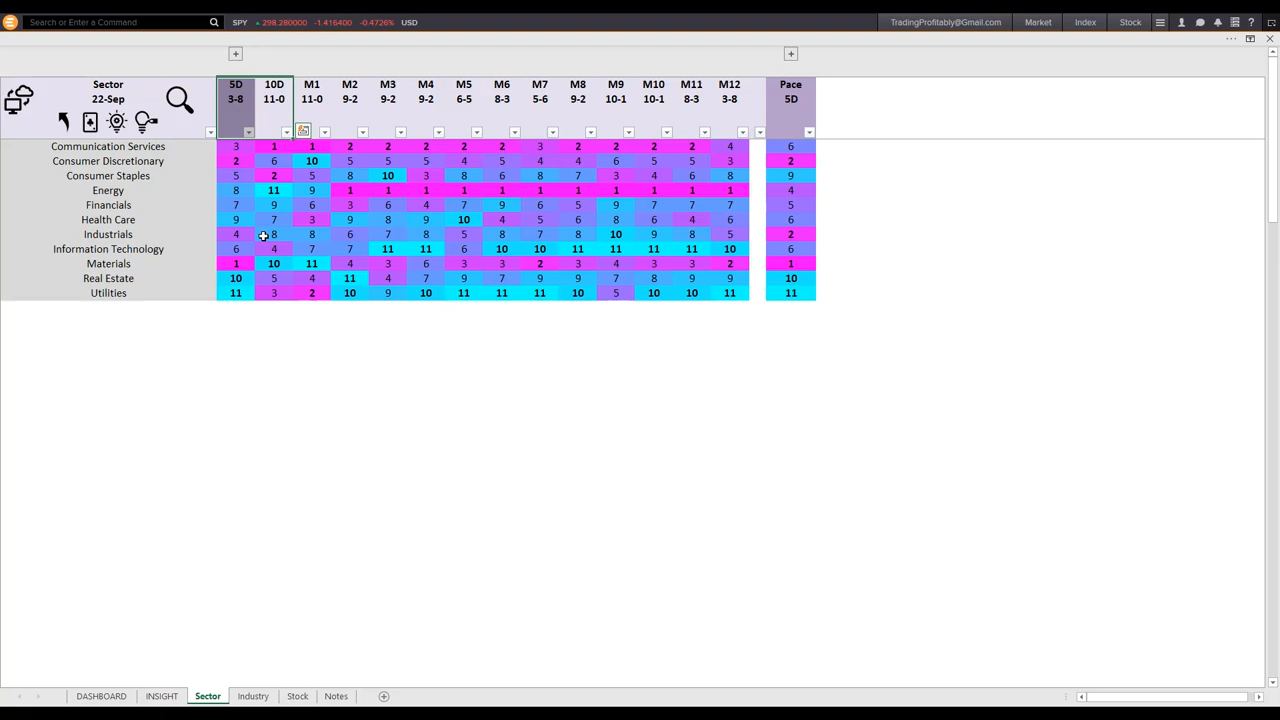 Search or Enter a Command SPY 298.280000 -1.416400 -0.4726% USD TradingProfitably@Gmail.com Market Index Stock
Sector 5D 10D M1 M2 M3 M4 M5 M6 M7 M8 M9 M10 M11 M12 Pace
22-Sep 3-8 11-0 11-0 9-2 9-2 9-2 6-5 8-3 5-6 9-2 10-1 10-1 8-3 3-8 5D
Communication Services 3 1 1 2 2 2 2 2 3 2 2 2 2 4 6
Consumer Discretionary 2 6 10 5 5 5 4 5 4 4 6 5 5 3 2
Consumer Staples 5 2 5 8 10 3 8 6 8 7 3 4 6 8 9
Energy 8 11 9 1 1 1 1 1 1 1 1 1 1 1 4
Financials 7 9 6 3 6 4 7 9 6 5 9 7 7 7 5
Health Care 9 7 3 9 8 9 10 4 5 6 8 6 4 6 6
Industrials 4 8 8 6 7 8 5 8 7 8 10 9 8 5 2
Information Technology 6 4 7 7 11 11 6 10 10 11 11 11 11 10 6
Materials 1 10 11 4 3 6 3 3 2 3 4 3 3 2 1
Real Estate 10 5 4 11 4 7 9 7 9 9 7 8 9 9 10
Utilities 11 3 2 10 9 10 11 11 11 10 5 10 10 11 11
DASHBOARD INSIGHT Sector Industry Stock Notes